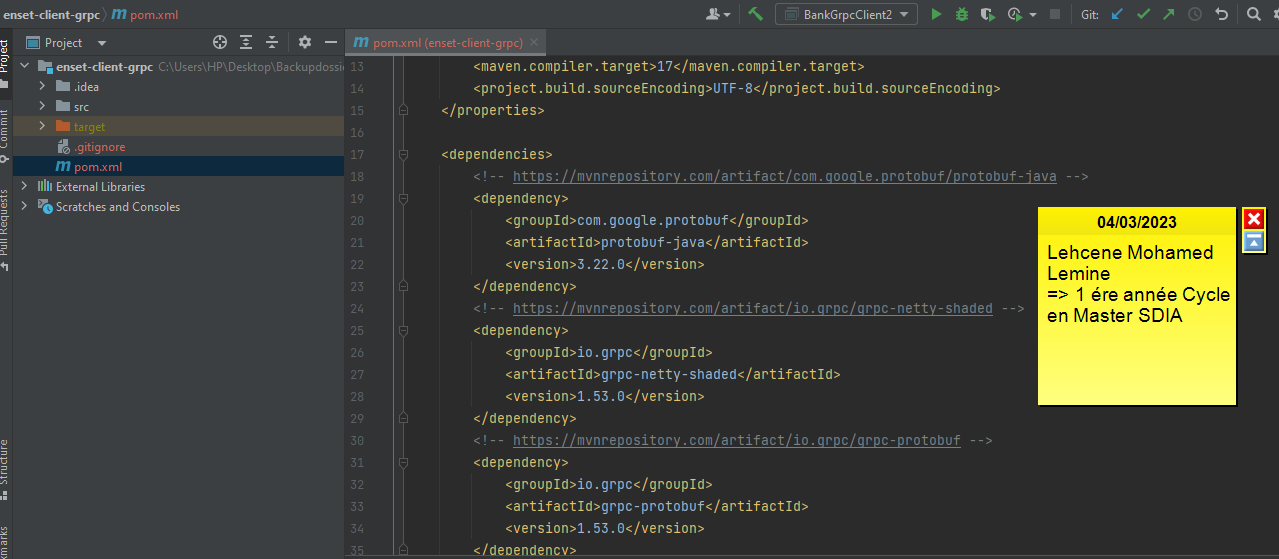 enset-client-grpc > pom.xml
BankGrpcClient2
Git:
Project
pom.xml (enset-client-grpc)
Project
Commit
Pull Requests
Structure
enset-client-grpc C:\Users\HP\Desktop\Backupdossie
.idea
src
target
.gitignore
pom.xml
External Libraries
Scratches and Consoles
13 <maven.compiler.target>17</maven.compiler.target>
14 <project.build.sourceEncoding>UTF-8</project.build.sourceEncoding>
15 </properties>
16
17 <dependencies>
18 <!-- https://mvnrepository.com/artifact/com.google.protobuf/protobuf-java -->
19 <dependency>
20 <groupId>com.google.protobuf</groupId>
21 <artifactId>protobuf-java</artifactId>
22 <version>3.22.0</version>
23 </dependency>
24 <!-- https://mvnrepository.com/artifact/io.grpc/grpc-netty-shaded -->
25 <dependency>
26 <groupId>io.grpc</groupId>
27 <artifactId>grpc-netty-shaded</artifactId>
28 <version>1.53.0</version>
29 </dependency>
30 <!-- https://mvnrepository.com/artifact/io.grpc/grpc-protobuf -->
31 <dependency>
32 <groupId>io.grpc</groupId>
33 <artifactId>grpc-protobuf</artifactId>
34 <version>1.53.0</version>
35 </dependency>
04/03/2023
Lehcene Mohamed
Lemine
=> 1 ére année Cycle
en Master SDIA